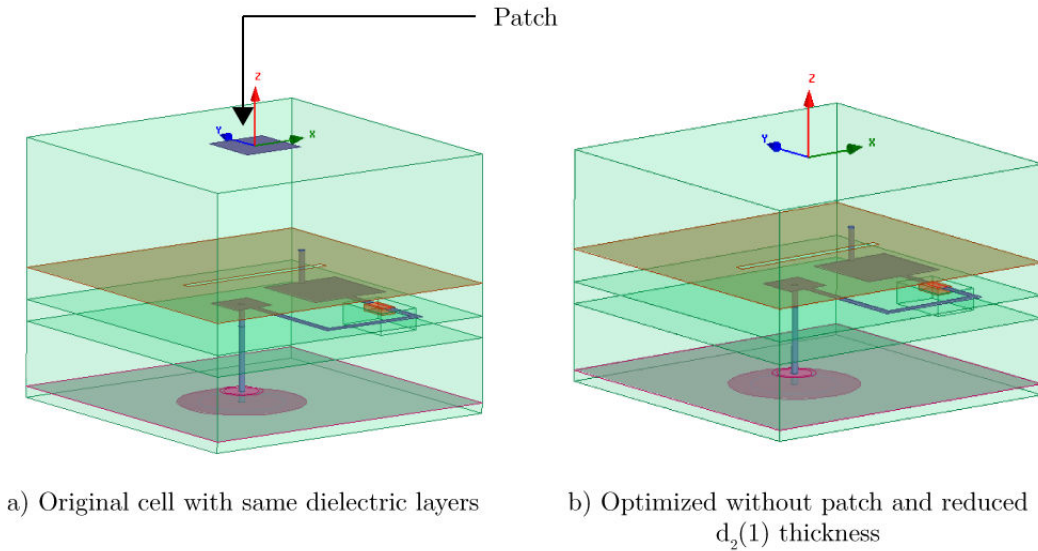 Patch
Z
Y
X
Z
Y
X
a) Original cell with same dielectric layers
b) Optimized without patch and reduced
d₂(1) thickness